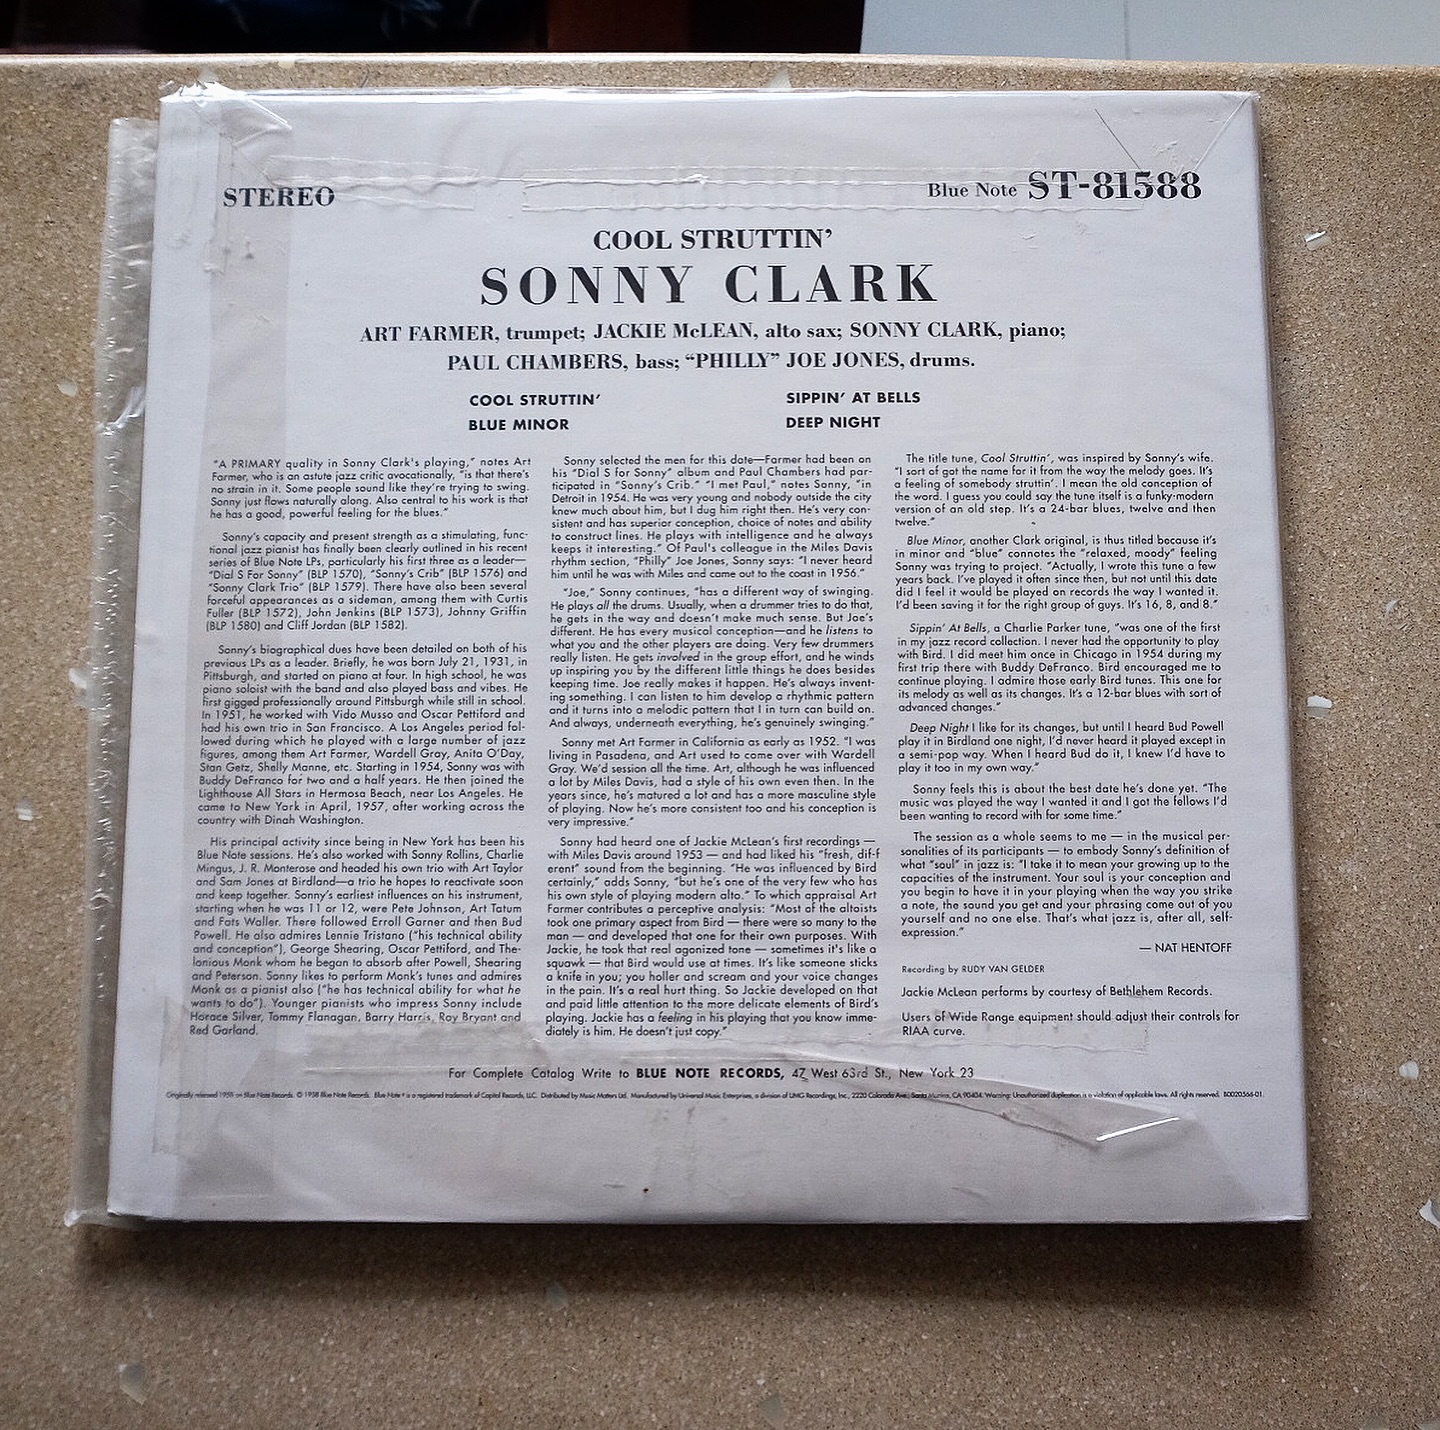 STEREO
Blue Note ST-81588
COOL STRUTTIN’
SONNY CLARK
ART FARMER, trumpet; JACKIE McLEAN, alto sax; SONNY CLARK, piano;
PAUL CHAMBERS, bass; “PHILLY” JOE JONES, drums.
COOL STRUTTIN’
BLUE MINOR
SIPPIN’ AT BELLS
DEEP NIGHT
“A PRIMARY quality in Sonny Clark's playing,” notes Art
Farmer, who is an astute jazz critic avocationally, “is that there’s
no strain in it. Some people sound like they’re trying to swing.
Sonny just flows naturally along. Also central to his work is that
he has a good, powerful feeling for the blues.”
Sonny’s capacity and present strength as a stimulating, func-
tional jazz pianist has finally been clearly outlined in his recent
series of Blue Note LPs, particularly his first three as a leader—
“Dial S For Sonny” (BLP 1570), “Sonny’s Crib” (BLP 1576) and
“Sonny Clark Trio” (BLP 1579). There have also been several
forceful appearances as a sideman, among them with Curtis
Fuller (BLP 1572), John Jenkins (BLP 1573), Johnny Griffin
(BLP 1580) and Cliff Jordan (BLP 1582).
Sonny’s biographical dues have been detailed on both of his
previous LPs as a leader. Briefly, he was born July 21, 1931, in
Pittsburgh, and started on piano at four. In high school, he was
piano soloist with the band and also played bass and vibes. He
first gigged professionally around Pittsburgh while still in school.
In 1951, he worked with Vido Musso and Oscar Pettiford and
had his own trio in San Francisco. A Los Angeles period fol-
lowed during which he played with a large number of jazz
figures, among them Art Farmer, Wardell Gray, Anita O’Day,
Stan Getz, Shelly Manne, etc. Starting in 1954, Sonny was with
Buddy DeFranco for two and a half years. He then joined the
Lighthouse All Stars in Hermosa Beach, near Los Angeles. He
came to New York in April, 1957, after working across the
country with Dinah Washington.
His principal activity since being in New York has been his
Blue Note sessions. He’s also worked with Sonny Rollins, Charlie
Mingus, J. R. Monterose and headed his own trio with Art Taylor
and Sam Jones at Birdland—a trio he hopes to reactivate soon
and keep together. Sonny’s earliest influences on his instrument,
starting when he was 11 or 12, were Pete Johnson, Art Tatum
and Fats Waller. There followed Erroll Garner and then Bud
Powell. He also admires Lennie Tristano (“his technical ability
and conception”), George Shearing, Oscar Pettiford, and The-
lonious Monk whom he began to absorb after Powell, Shearing
and Peterson. Sonny likes to perform Monk’s tunes and admires
Monk as a pianist also (“he has technical ability for what he
wants to do”). Younger pianists who impress Sonny include
Horace Silver, Tommy Flanagan, Barry Harris, Ray Bryant and
Red Garland.
Sonny selected the men for this date—Farmer had been on
his “Dial S for Sonny” album and Paul Chambers had par-
ticipated in “Sonny’s Crib.” “I met Paul,” notes Sonny, “in
Detroit in 1954. He was very young and nobody outside the city
knew much about him, but I dug him right then. He’s very con-
sistent and has superior conception, choice of notes and ability
to construct lines. He plays with intelligence and he always
keeps it interesting.” Of Paul’s colleague in the Miles Davis
rhythm section, “Philly” Joe Jones, Sonny says: “I never heard
him until he was with Miles and came out to the coast in 1956.”
“Joe,” Sonny continues, “has a different way of swinging.
He plays all the drums. Usually, when a drummer tries to do that,
he gets in the way and doesn’t make much sense. But Joe’s
different. He has every musical conception—and he listens to
what you and the other players are doing. Very few drummers
really listen. He gets involved in the group effort, and he winds
up inspiring you by the different little things he does besides
keeping time. Joe really makes it happen. He’s always invent-
ing something. I can listen to him develop a rhythmic pattern
and it turns into a melodic pattern that I in turn can build on.
And always, underneath everything, he’s genuinely swinging.”
Sonny met Art Farmer in California as early as 1952. “I was
living in Pasadena, and Art used to come over with Wardell
Gray. We’d session all the time. Art, although he was influenced
a lot by Miles Davis, had a style of his own even then. In the
years since, he’s matured a lot and has a more masculine style
of playing. Now he’s more consistent too and his conception is
very impressive.”
Sonny had heard one of Jackie McLean’s first recordings —
with Miles Davis around 1953 — and had liked his “fresh, dif-f
erent” sound from the beginning. “He was influenced by Bird
certainly,” adds Sonny, “but he’s one of the very few who has
his own style of playing modern alto.” To which appraisal Art
Farmer contributes a perceptive analysis: “Most of the altoists
took one primary aspect from Bird — there were so many to the
man — and developed that one for their own purposes. With
Jackie, he took that real agonized tone — sometimes it's like a
squawk — that Bird would use at times. It’s like someone sticks
a knife in you; you holler and scream and your voice changes
in the pain. It’s a real hurt thing. So Jackie developed on that
and paid little attention to the more delicate elements of Bird’s
playing. Jackie has a feeling in his playing that you know imme-
diately is him. He doesn’t just copy.”
The title tune, Cool Struttin’, was inspired by Sonny’s wife.
“I sort of got the name for it from the way the melody goes. It’s
a feeling of somebody struttin’. I mean the old conception of
the word. I guess you could say the tune itself is a funky-modern
version of an old step. It’s a 24-bar blues, twelve and then
twelve.”
Blue Minor, another Clark original, is thus titled because it’s
in minor and “blue” connotes the “relaxed, moody” feeling
Sonny was trying to project. “Actually, I wrote this tune a few
years back. I’ve played it often since then, but not until this date
did I feel it would be played on records the way I wanted it.
I’d been saving it for the right group of guys. It’s 16, 8, and 8.”
Sippin’ At Bells, a Charlie Parker tune, “was one of the first
in my jazz record collection. I never had the opportunity to play
with Bird. I did meet him once in Chicago in 1954 during my
first trip there with Buddy DeFranco. Bird encouraged me to
continue playing. I admire those early Bird tunes. This one for
its melody as well as its changes. It’s a 12-bar blues with sort of
advanced changes.”
Deep Night I like for its changes, but until I heard Bud Powell
play it in Birdland one night, I’d never heard it played except in
a semi-pop way. When I heard Bud do it, I knew I’d have to
play it too in my own way.”
Sonny feels this is about the best date he’s done yet. “The
music was played the way I wanted it and I got the fellows I’d
been wanting to record with for some time.”
The session as a whole seems to me — in the musical per-
sonalities of its participants — to embody Sonny’s definition of
what “soul” in jazz is: “I take it to mean your growing up to the
capacities of the instrument. Your soul is your conception and
you begin to have it in your playing when the way you strike
a note, the sound you get and your phrasing come out of you
yourself and no one else. That’s what jazz is, after all, self-
expression.”
— NAT HENTOFF
Recording by RUDY VAN GELDER
Jackie McLean performs by courtesy of Bethlehem Records.
Users of Wide Range equipment should adjust their controls for
RIAA curve.
For Complete Catalog Write to BLUE NOTE RECORDS, 47 West 63rd St., New York 23
Originally released 1958 on Blue Note Records. © 1958 Blue Note Records. Blue Note® is a registered trademark of Capitol Records, LLC. Distributed by Music Matters Ltd. Manufactured by Universal Music Enterprises, a division of UMG Recordings, Inc., 2220 Colorado Ave., Santa Monica, CA 90404. Warning: Unauthorized duplication is a violation of applicable laws. All rights reserved. B0020366-01.